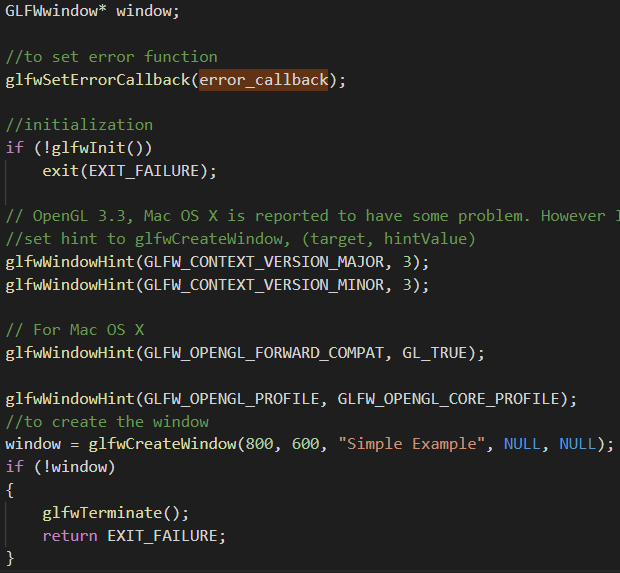 GLFWwindow* window;
//to set error function
glfwSetErrorCallback(error_callback);
//initialization
if (!glfwInit())
exit(EXIT_FAILURE);
// OpenGL 3.3, Mac OS X is reported to have some problem. However I
//set hint to glfwCreateWindow, (target, hintValue)
glfwWindowHint(GLFW_CONTEXT_VERSION_MAJOR, 3);
glfwWindowHint(GLFW_CONTEXT_VERSION_MINOR, 3);
// For Mac OS X
glfwWindowHint(GLFW_OPENGL_FORWARD_COMPAT, GL_TRUE);
glfwWindowHint(GLFW_OPENGL_PROFILE, GLFW_OPENGL_CORE_PROFILE);
//to create the window
window = glfwCreateWindow(800, 600, "Simple Example", NULL, NULL);
if (!window)
{
glfwTerminate();
return EXIT_FAILURE;
}